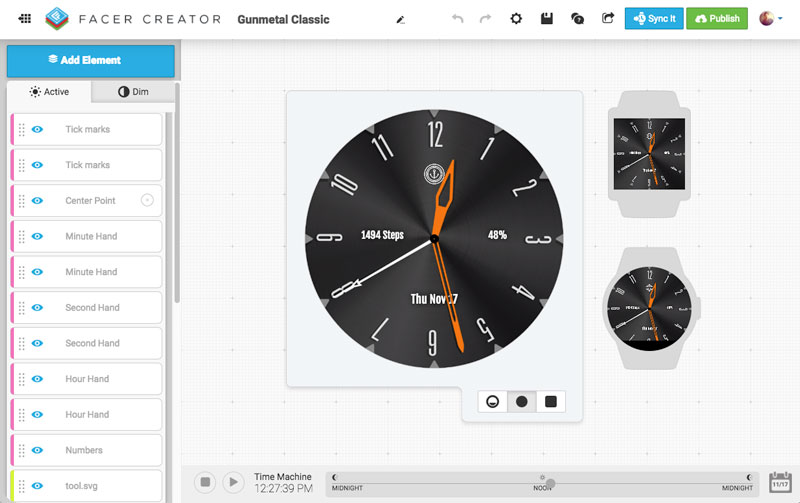 FACER CREATOR
Gunmetal Classic
Sync it
Publish
Add Element
Active
Dim
Tick marks
Tick marks
Center Point
Minute Hand
Minute Hand
Second Hand
Second Hand
Hour Hand
Hour Hand
Numbers
tool.svg
12
1
2
3
4
5
6
7
8
9
10
11
1494 Steps
48%
Thu Nov 17
Time Machine
12:27:39 PM
MIDNIGHT
NOON
MIDNIGHT
11/17